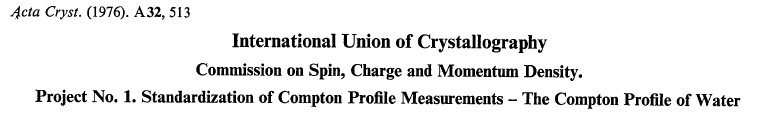 Acta Cryst. (1976). A32, 513
International Union of Crystallography
Commission on Spin, Charge and Momentum Density.
Project No. 1. Standardization of Compton Profile Measurements – The Compton Profile of Water